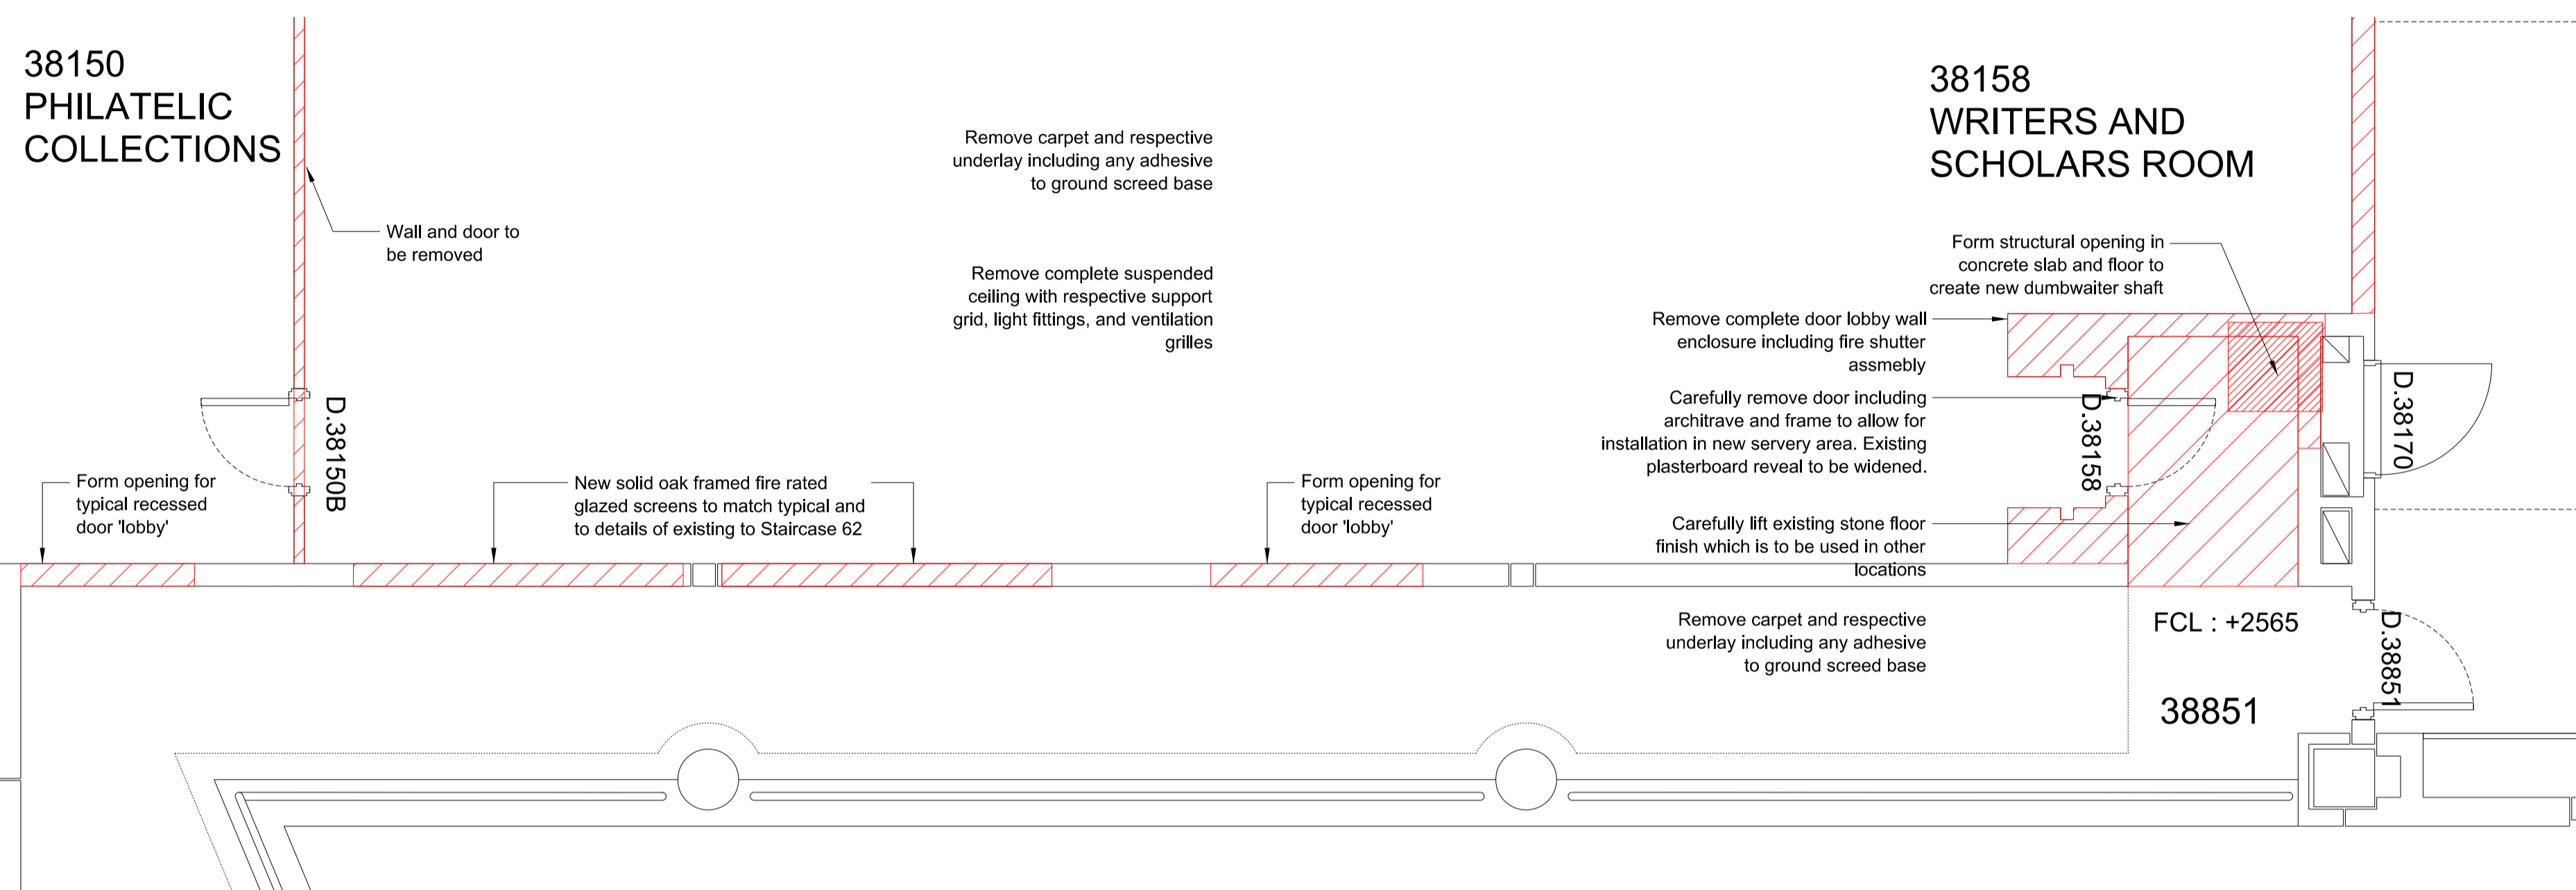 38150
PHILATELIC
COLLECTIONS
Wall and door to
be removed
D.38150B
Form opening for
typical recessed
door 'lobby'
Remove carpet and respective
underlay including any adhesive
to ground screed base
Remove complete suspended
ceiling with respective support
grid, light fittings, and ventilation
grilles
New solid oak framed fire rated
glazed screens to match typical and
to details of existing to Staircase 62
Form opening for
typical recessed
door 'lobby'
38158
WRITERS AND
SCHOLARS ROOM
Form structural opening in
concrete slab and floor to
create new dumbwaiter shaft
Remove complete door lobby wall
enclosure including fire shutter
assmebly
Carefully remove door including
architrave and frame to allow for
installation in new servery area. Existing
plasterboard reveal to be widened.
Carefully lift existing stone floor
finish which is to be used in other
locations
Remove carpet and respective
underlay including any adhesive
to ground screed base
D.38158
D.38170
FCL : +2565
D.38851
38851